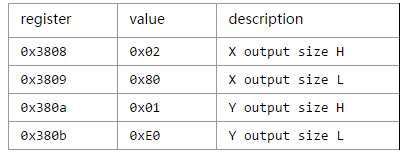 register value description
0x3808 0x02 X output size H
0x3809 0x80 X output size L
0x380a 0x01 Y output size H
0x380b 0xE0 Y output size L